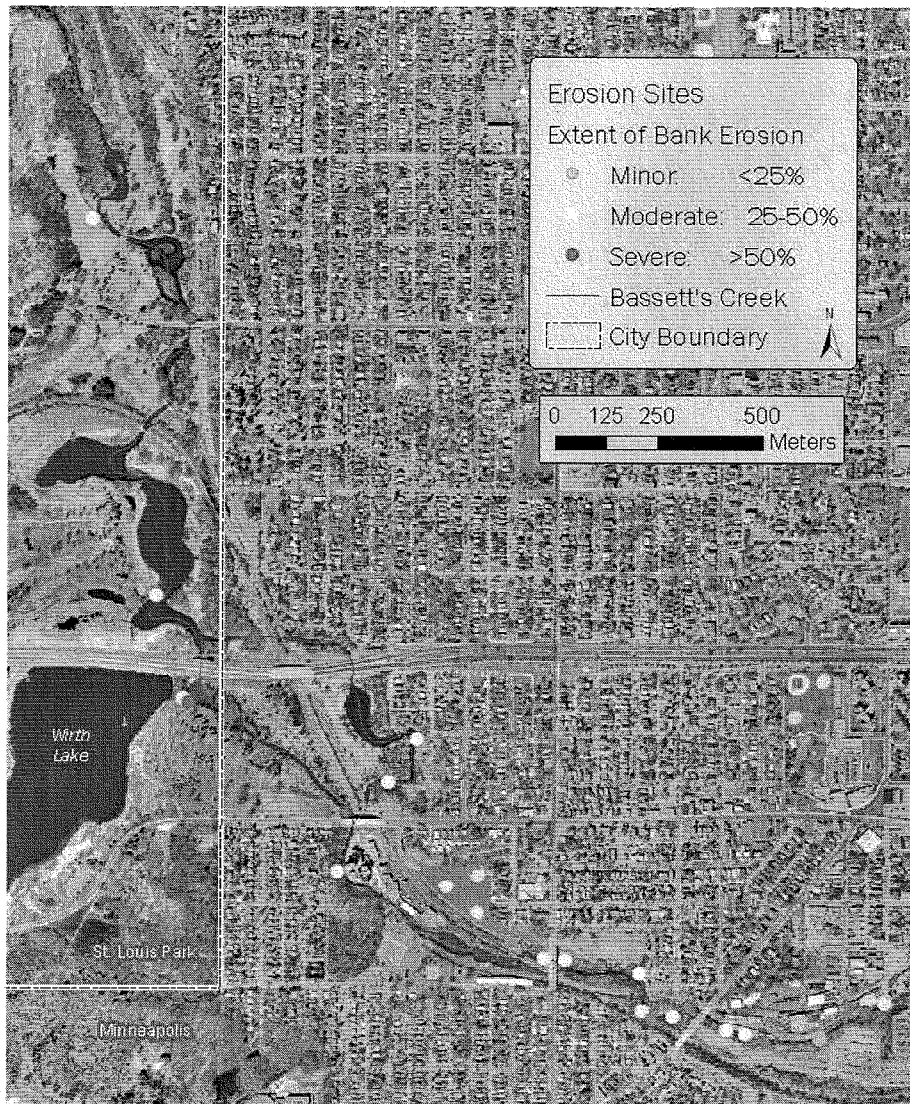 Erosion Sites
Extent of Bank Erosion
Minor: <25%
Moderate: 25-50%
Severe: >50%
Bassett's Creek
N
City Boundary
0 125 250 500
Meters
Wirth
Lake
St. Louis Park
Minneapolis